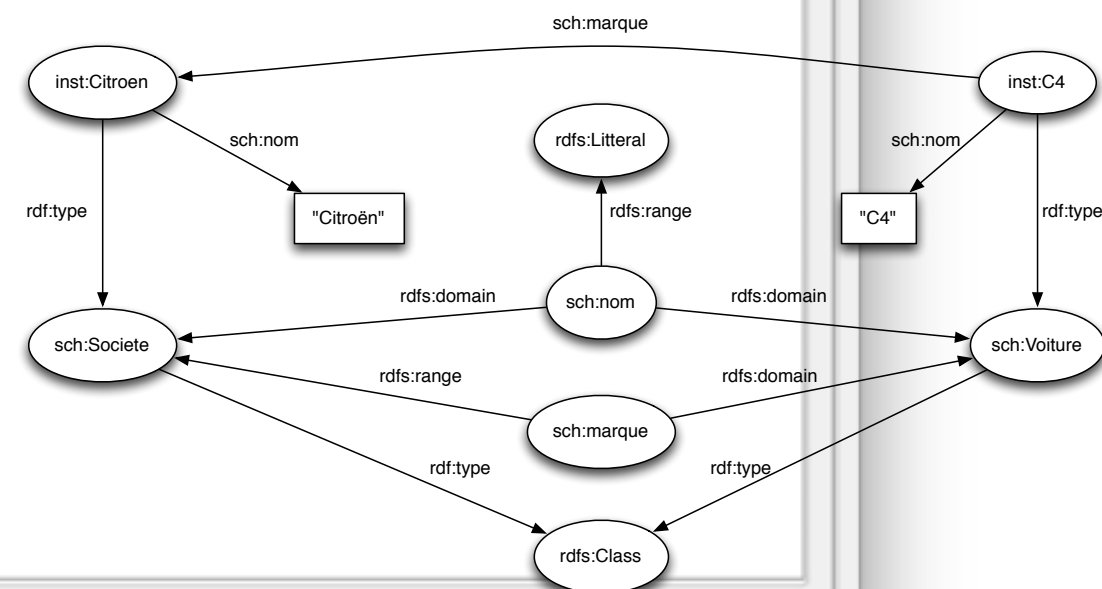 sch:marque
inst:Citroen
inst:C4
rdfs:Litteral
sch:nom
sch:nom
rdf:type
"Citroën"
rdfs:range
"C4"
rdf:type
rdfs:domain
sch:nom
rdfs:domain
sch:Societe
sch:Voiture
rdfs:range
rdfs:domain
sch:marque
rdf:type
rdf:type
rdfs:Class